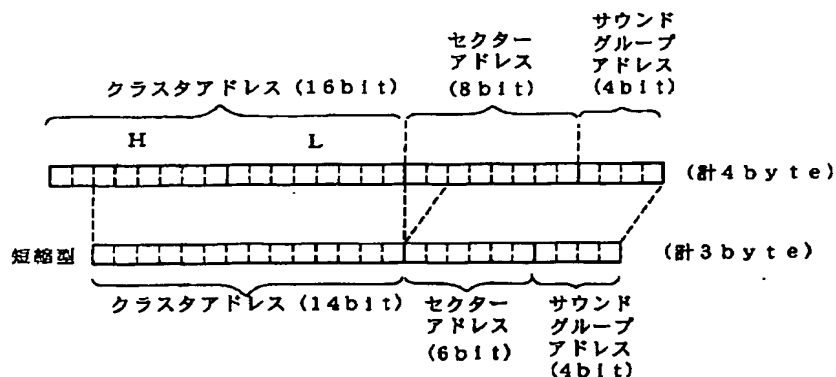 クラスタアドレス (16bit)
セクター
アドレス
(8bit)
サウンド
グループ
アドレス
(4bit)
H
L
(計4byte)
短縮型
(計3byte)
クラスタアドレス (14bit)
セクター
アドレス
(6bit)
サウンド
グループ
アドレス
(4bit)